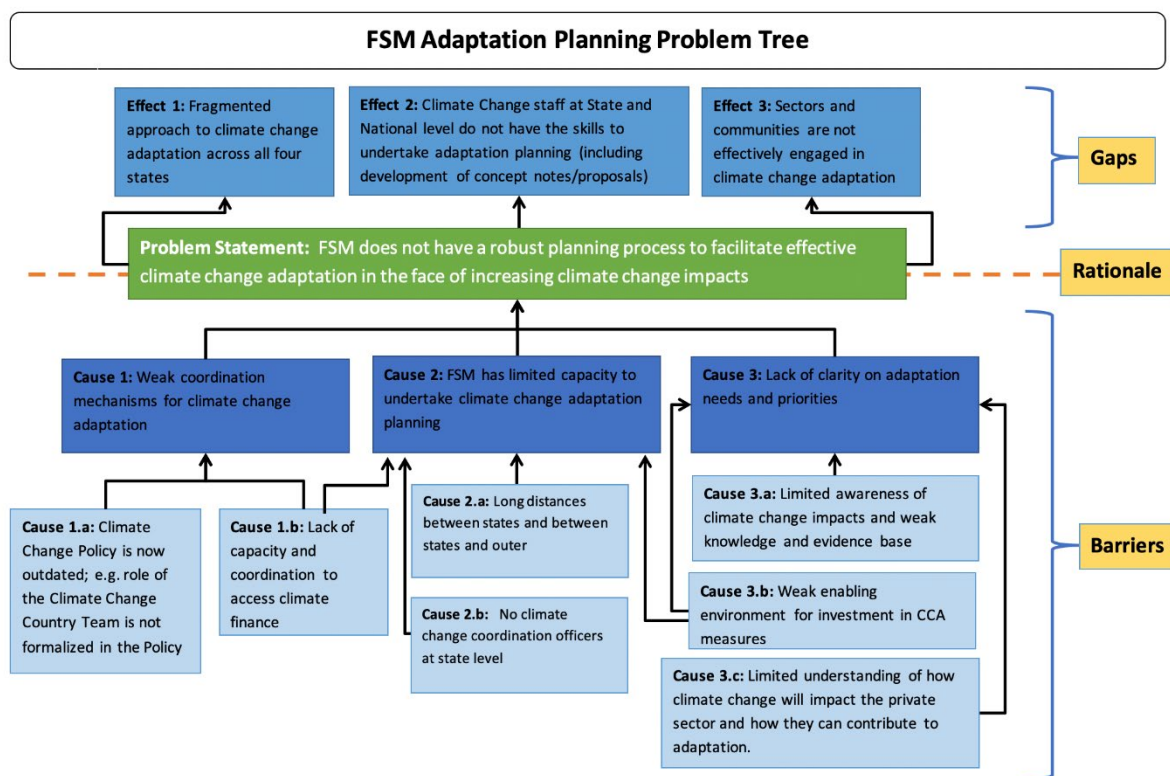 FSM Adaptation Planning Problem Tree
Effect 1: Fragmented
approach to climate change
adaptation across all four
states
Effect 2: Climate Change staff at State and
National level do not have the skills to
undertake adaptation planning (including
development of concept notes/proposals)
Effect 3: Sectors and
communities are not
effectively engaged in
climate change adaptation
Gaps
Problem Statement: FSM does not have a robust planning process to facilitate effective
climate change adaptation in the face of increasing climate change impacts
Rationale
Cause 1: Weak coordination
mechanisms for climate change
adaptation
Cause 2: FSM has limited capacity to
undertake climate change adaptation
planning
Cause 3: Lack of clarity on adaptation
needs and priorities
Cause 1.a: Climate
Change Policy is now
outdated; e.g. role of
the Climate Change
Country Team is not
formalized in the Policy
Cause 1.b: Lack of
capacity and
coordination to
access climate
finance
Cause 2.a: Long distances
between states and between
states and outer
Cause 2.b: No climate
change coordination officers
at state level
Cause 3.a: Limited awareness of
climate change impacts and weak
knowledge and evidence base
Cause 3.b: Weak enabling
environment for investment in CCA
measures
Cause 3.c: Limited understanding of how
climate change will impact the private
sector and how they can contribute to
adaptation.
Barriers